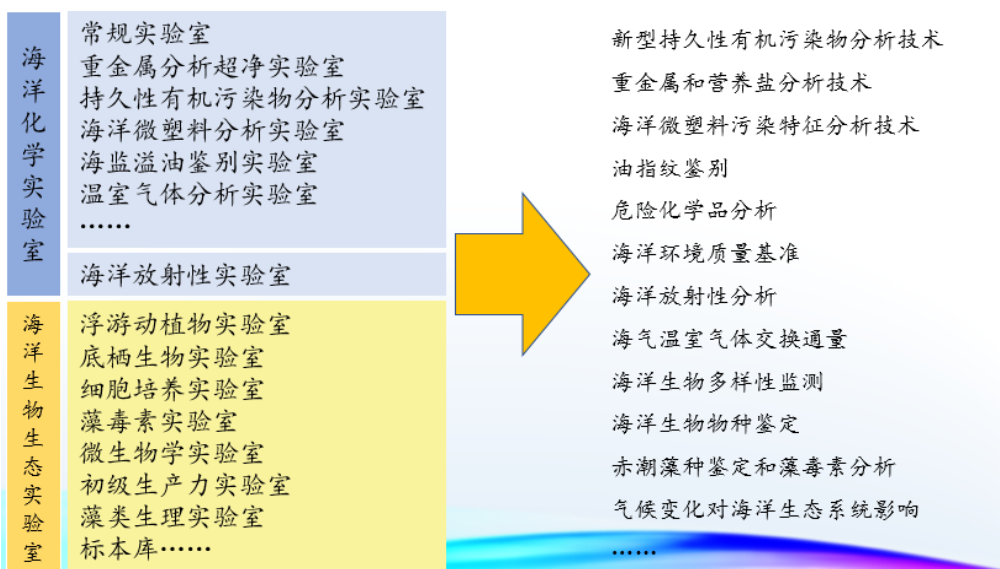 海洋化学实验室
常规实验室
重金属分析超净实验室
持久性有机污染物分析实验室
海洋微塑料分析实验室
海监溢油鉴别实验室
温室气体分析实验室
……
海洋放射性实验室
海洋生物生态实验室
浮游动植物实验室
底栖生物实验室
细胞培养实验室
藻毒素实验室
微生物学实验室
初级生产力实验室
藻类生理实验室
标本库……
新型持久性有机污染物分析技术
重金属和营养盐分析技术
海洋微塑料污染特征分析技术
油指纹鉴别
危险化学品分析
海洋环境质量基准
海洋放射性分析
海气温室气体交换通量
海洋生物多样性监测
海洋生物物种鉴定
赤潮藻种鉴定和藻毒素分析
气候变化对海洋生态系统影响
……